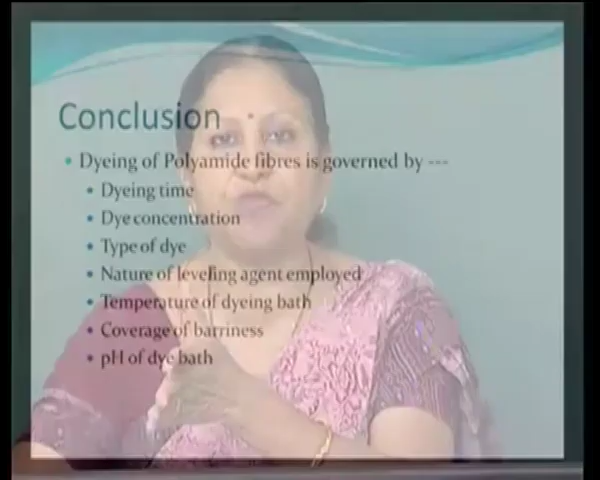 Conclusion
Dyeing of Polyamide fibres is governed by ---
Dyeing time
Dye concentration
Type of dye
Nature of leveling agent employed
Temperature of dyeing bath
Coverage of barriness
pH of dye bath